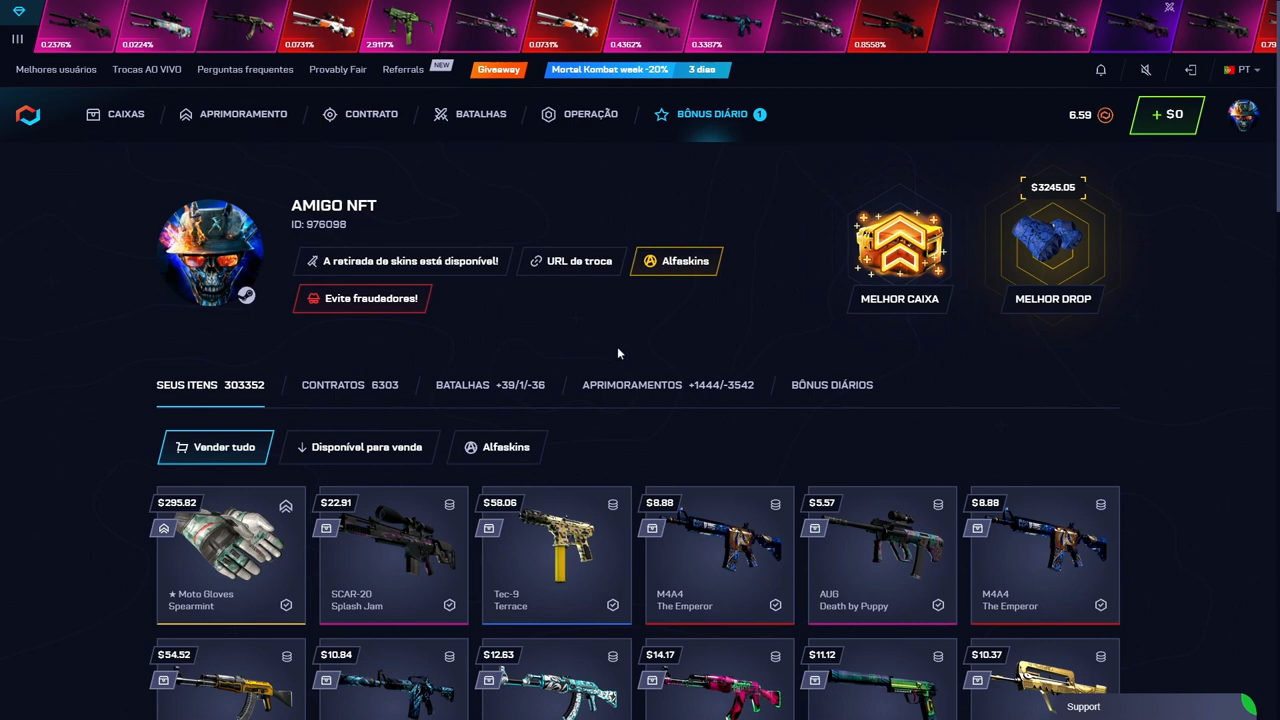 0.2376%
0.0224%
0.0731%
2.9117%
0.0731%
0.4362%
0.3387%
0.8558%
0.79
Melhores usuários
Trocas AO VIVO
Perguntas frequentes
Provably Fair
Referrals
NEW
Giveaway
Mortal Kombat week -20%
3 dias
PT
CAIXAS
APRIMORAMENTO
CONTRATO
BATALHAS
OPERAÇÃO
BÔNUS DIÁRIO 1
6.59
+ $0
AMIGO NFT
ID: 976098
A retirada de skins está disponível!
URL de troca
Alfaskins
Evite fraudadores!
MELHOR CAIXA
$3245.05
MELHOR DROP
SEUS ITENS 303352
CONTRATOS 6303
BATALHAS +39/1/-36
APRIMORAMENTOS +1444/-3542
BÔNUS DIÁRIOS
Vender tudo
Disponível para venda
Alfaskins
$295.82
★ Moto Gloves
Spearmint
$22.91
SCAR-20
Splash Jam
$58.06
Tec-9
Terrace
$8.88
M4A4
The Emperor
$5.57
AUG
Death by Puppy
$8.88
M4A4
The Emperor
$54.52
$10.84
$12.63
$14.17
$11.12
$10.37
Support